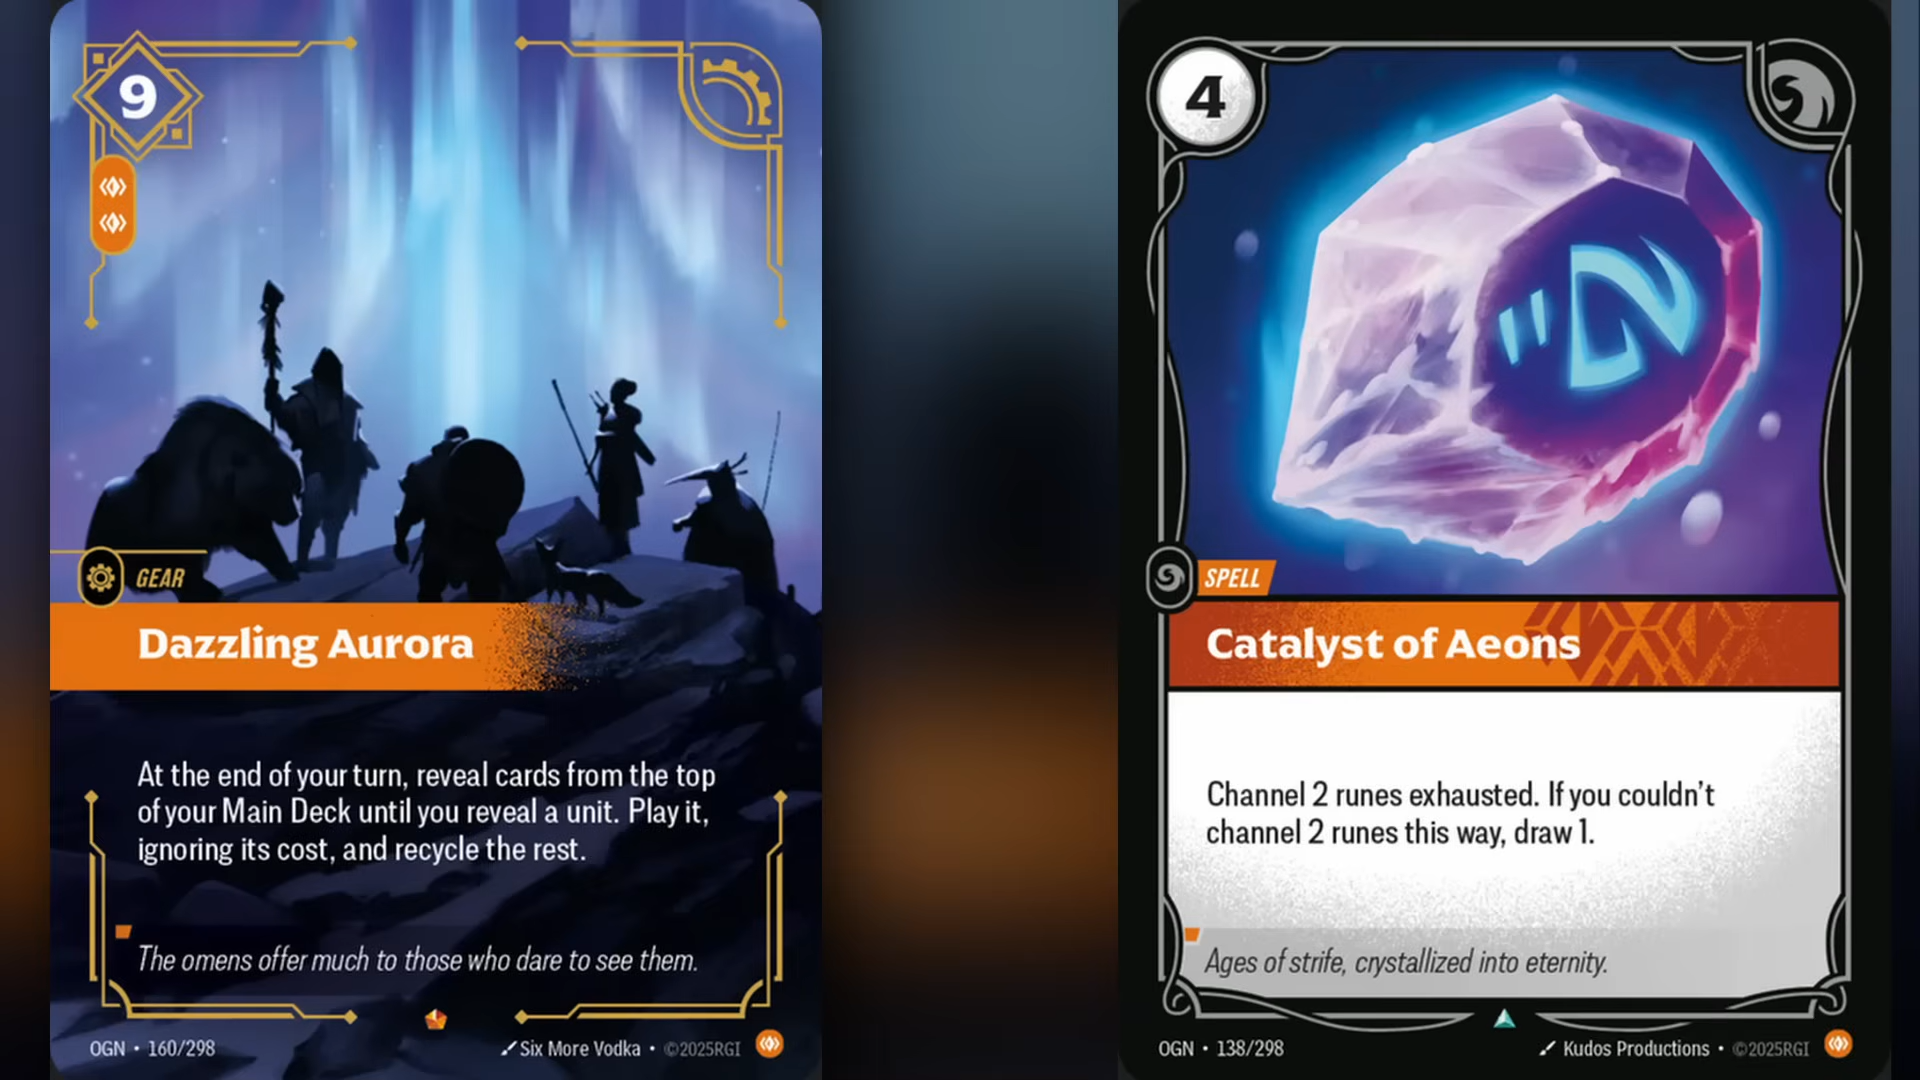 9
GEAR
Dazzling Aurora
At the end of your turn, reveal cards from the top
of your Main Deck until you reveal a unit. Play it,
ignoring its cost, and recycle the rest.
The omens offer much to those who dare to see them.
OGN • 160/298
Six More Vodka • ©2025RGI
4
SPELL
Catalyst of Aeons
Channel 2 runes exhausted. If you couldn't
channel 2 runes this way, draw 1.
Ages of strife, crystallized into eternity.
OGN • 138/298
Kudos Productions • ©2025RGI